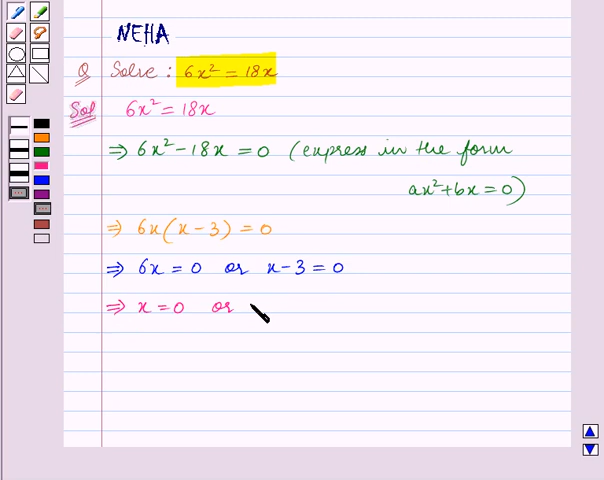 NEHA
Q Solve : 6x² = 18x
Sol 6x² = 18x
⇒ 6x² - 18x = 0 (express in the form
ax² + bx = 0)
⇒ 6x(x - 3) = 0
⇒ 6x = 0 or x - 3 = 0
⇒ x = 0 or